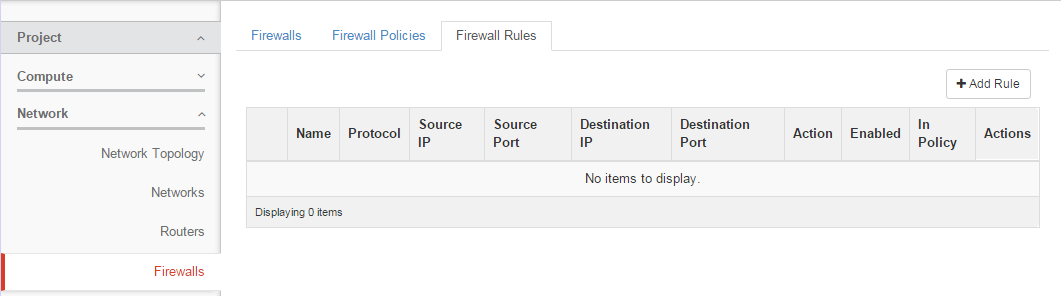 Project
Compute
Network
Network Topology
Networks
Routers
Firewalls
Firewalls Firewall Policies Firewall Rules
Add Rule
Name Protocol Source IP Source Port Destination IP Destination Port Action Enabled In Policy Actions
No items to display.
Displaying 0 items